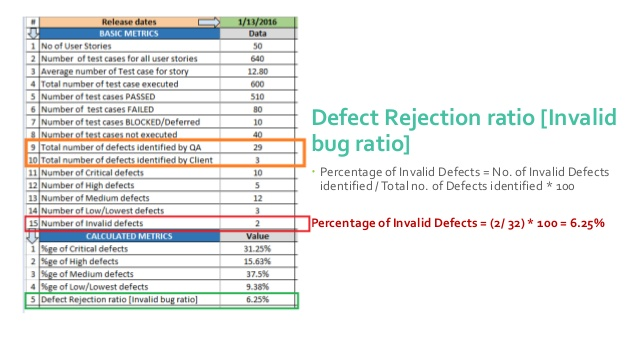 # Release dates 1/13/2016
BASIC METRICS Data
1 No of User Stories 50
2 Number of test cases for all user stories 640
3 Average number of Test case for story 12.80
4 Total number of test case executed 600
5 Number of test cases PASSED 510
6 Number of test cases FAILED 80
7 Number of test cases BLOCKED/Deferred 10
8 Number of test cases not executed 40
9 Total number of defects identified by QA 29
10 Total number of defects identified by Client 3
11 Number of Critical defects 10
12 Number of High defects 5
13 Number of Medium defects 12
14 Number of Low/Lowest defects 3
15 Number of Invalid defects 2
CALCULATED METRICS Value
1 %ge of Critical defects 31.25%
2 %ge of High defects 15.63%
3 %ge of Medium defects 37.5%
4 %ge of Low/Lowest defects 9.38%
5 Defect Rejection ratio [Invalid bug ratio] 6.25%
Defect Rejection ratio [Invalid
bug ratio]
• Percentage of Invalid Defects = No. of Invalid Defects
identified / Total no. of Defects identified * 100
Percentage of Invalid Defects = (2/ 32) * 100 = 6.25%